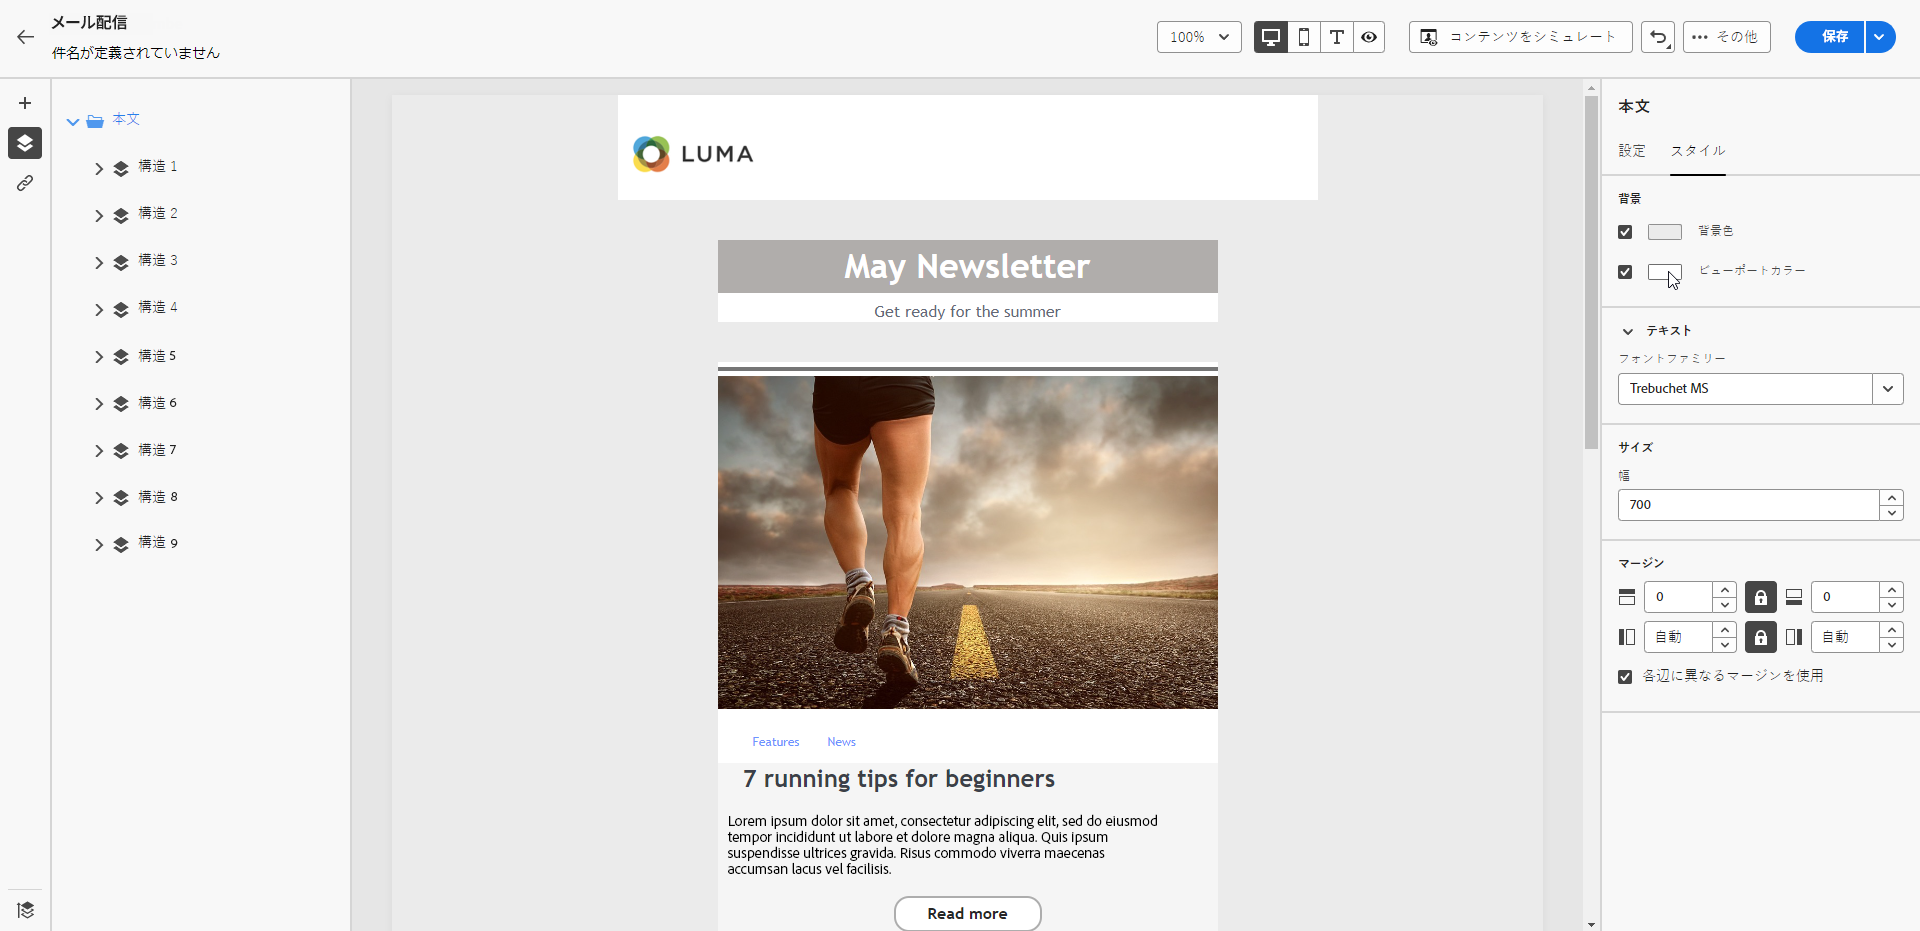 メール配信
件名が定義されていません
100%
コンテンツをシミュレート
その他
保存
本文
構造 1
構造 2
構造 3
構造 4
構造 5
構造 6
構造 7
構造 8
構造 9
LUMA
May Newsletter
Get ready for the summer
Features News
7 running tips for beginners
Lorem ipsum dolor sit amet, consectetur adipiscing elit, sed do eiusmod
tempor incididunt ut labore et dolore magna aliqua. Quis ipsum
suspendisse ultrices gravida. Risus commodo viverra maecenas
accumsan lacus vel facilisis.
Read more
本文
設定 スタイル
背景
背景色
ビューポートカラー
テキスト
フォントファミリー
Trebuchet MS
サイズ
幅
700
マージン
0 0
自動 自動
各辺に異なるマージンを使用